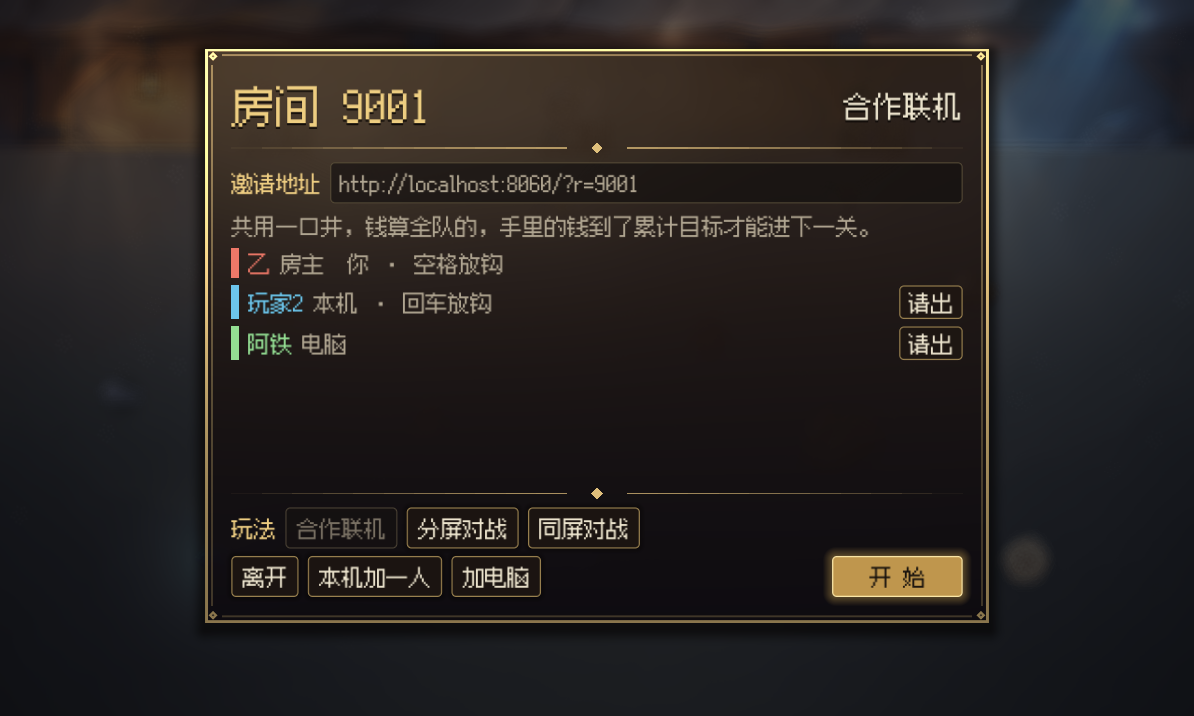 房间 9001
合作联机
邀请地址 http://localhost:8060/?r=9001
共用一口井，钱算全队的，手里的钱到了累计目标才能进下一关。
乙 房主 你 · 空格放钩
玩家2 本机 · 回车放钩 请出
阿铁 电脑 请出
玩法 合作联机 分屏对战 同屏对战
离开 本机加一人 加电脑 开 始